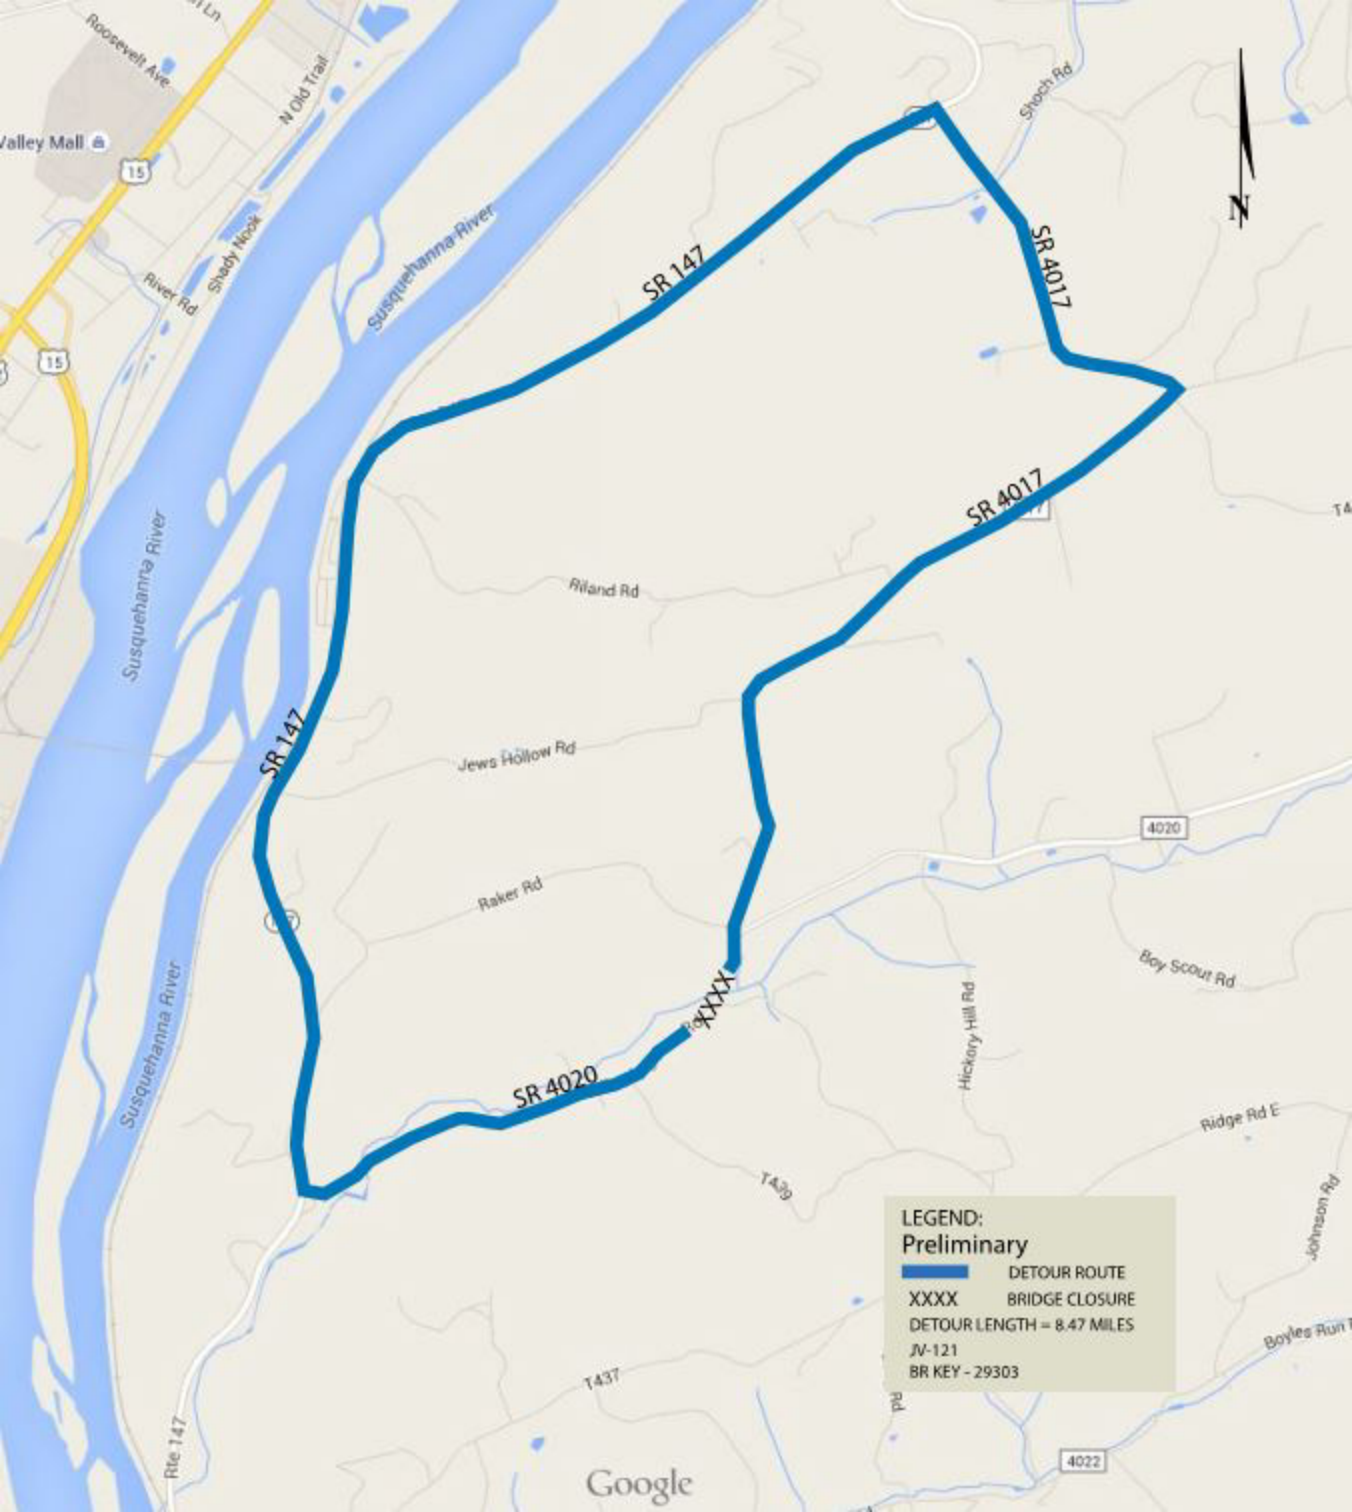 Roosevelt Ave
N Old Trail
Shoch Rd
Valley Mall
15
Susquehanna River
Shady Nook
River Rd
N
SR 147
SR 4017
15
SR 4017
Susquehanna River
Riland Rd
SR 147
Jews Hollow Rd
4020
Raker Rd
Boy Scout Rd
XXXX
Susquehanna River
Hickory Hill Rd
SR 4020
Ridge Rd E
T439
Johnson Rd
LEGEND:
Preliminary
DETOUR ROUTE
XXXX BRIDGE CLOSURE
DETOUR LENGTH = 8.47 MILES
JV-121
BR KEY - 29303
Boyles Run
T437
Rd
Rte 147
4022
Google